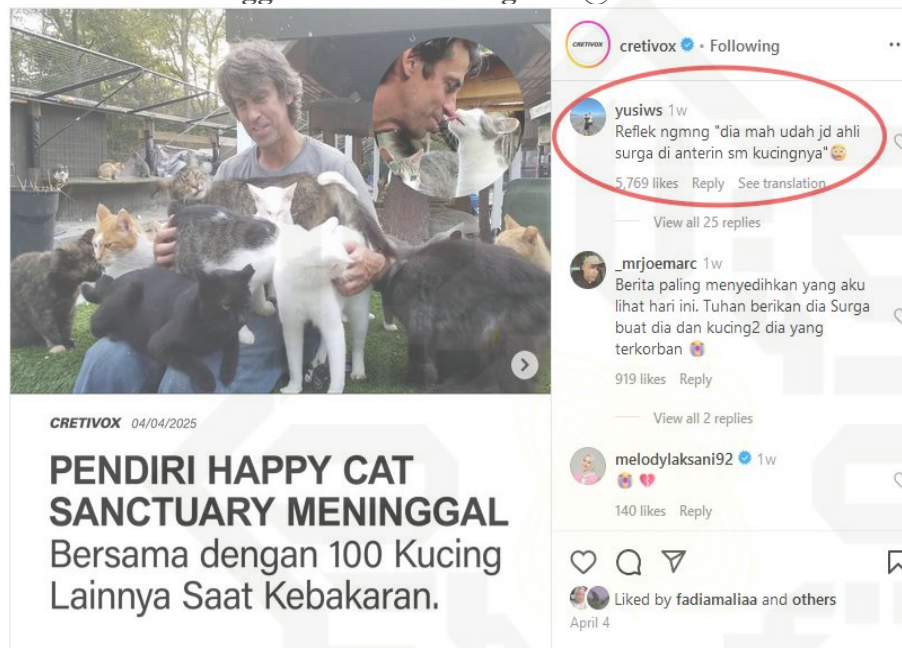 CRETIVOX 04/04/2025
PENDIRI HAPPY CAT
SANCTUARY MENINGGAL
Bersama dengan 100 Kucing
Lainnya Saat Kebakaran.
CRETIVOX
cretivox • Following
yusiws 1w
Reflek ngmng "dia mah udah jd ahli
surga di anterin sm kucingnya"😭
5,769 likes Reply See translation
View all 25 replies
_mrjoemarc 1w
Berita paling menyedihkan yang aku
lihat hari ini. Tuhan berikan dia Surga
buat dia dan kucing2 dia yang
terkorban 😭
919 likes Reply
View all 2 replies
melodylaksani92 1w
😭💔
140 likes Reply
Liked by fadiamaliaa and others
April 4